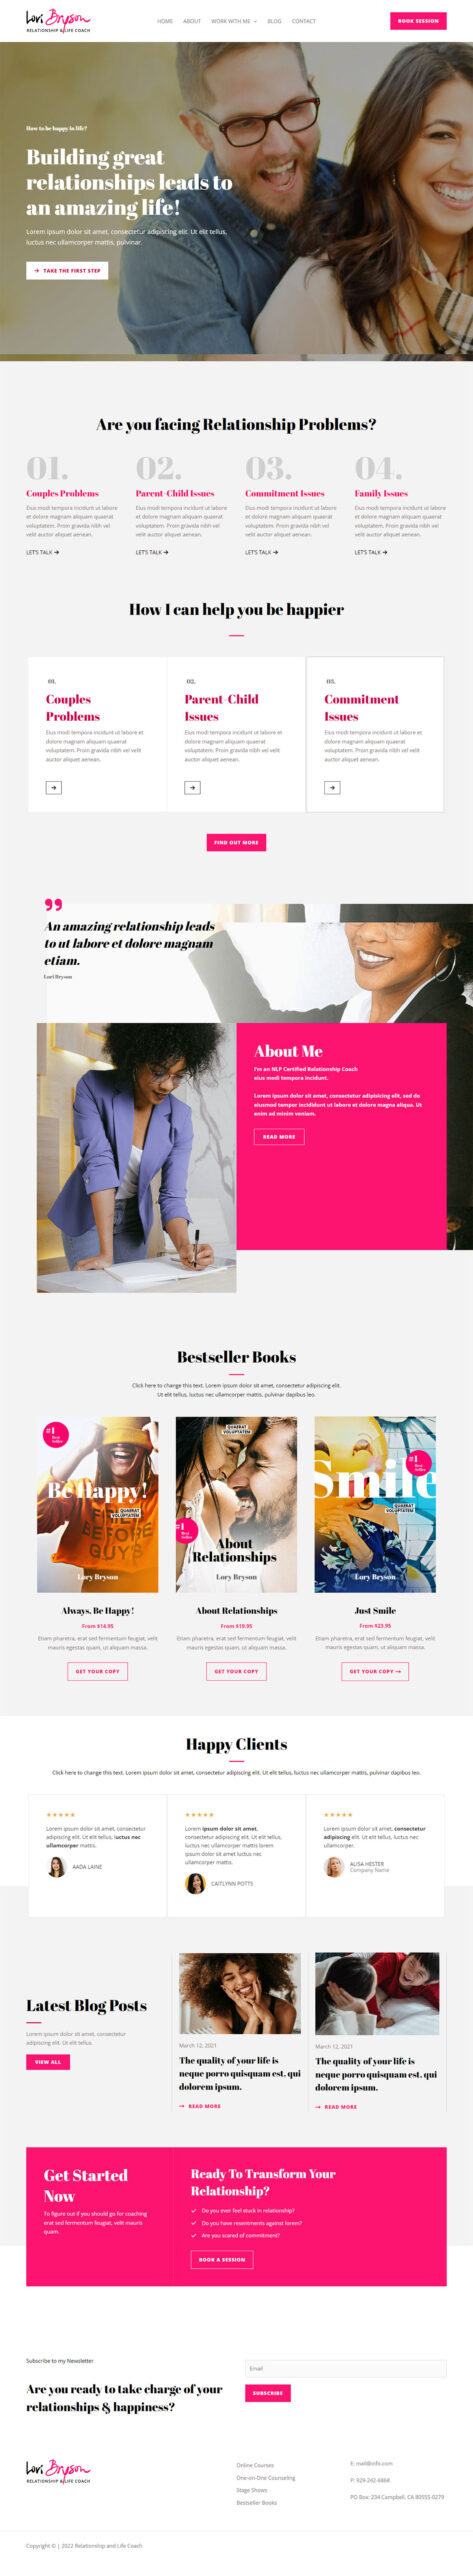 Lori Bryson
RELATIONSHIP & LIFE COACH
HOME ABOUT WORK WITH ME BLOG CONTACT
BOOK SESSION
How to be happy in life?
Building great
relationships leads to
an amazing life!
Lorem ipsum dolor sit amet, consectetur adipiscing elit. Ut elit tellus,
luctus nec ullamcorper mattis, pulvinar.
TAKE THE FIRST STEP
Are you facing Relationship Problems?
01.
Couples Problems
Eius modi tempora incidunt ut labore
et dolore magnam aliquam quaerat
voluptatem. Proin gravida nibh vel
velit auctor aliquet aenean.
LET'S TALK
02.
Parent-Child Issues
Eius modi tempora incidunt ut labore
et dolore magnam aliquam quaerat
voluptatem. Proin gravida nibh vel
velit auctor aliquet aenean.
LET'S TALK
03.
Commitment Issues
Eius modi tempora incidunt ut labore
et dolore magnam aliquam quaerat
voluptatem. Proin gravida nibh vel
velit auctor aliquet aenean.
LET'S TALK
04.
Family Issues
Eius modi tempora incidunt ut labore
et dolore magnam aliquam quaerat
voluptatem. Proin gravida nibh vel
velit auctor aliquet aenean.
LET'S TALK
How I can help you be happier
01.
Couples
Problems
Eius modi tempora incidunt ut labore et
dolore magnam aliquam quaerat
voluptatem. Proin gravida nibh vel velit
auctor aliquet aenean.
02.
Parent-Child
Issues
Eius modi tempora incidunt ut labore et
dolore magnam aliquam quaerat
voluptatem. Proin gravida nibh vel velit
auctor aliquet aenean.
03.
Commitment
Issues
Eius modi tempora incidunt ut labore et
dolore magnam aliquam quaerat
voluptatem. Proin gravida nibh vel velit
auctor aliquet aenean.
FIND OUT MORE
An amazing relationship leads
to ut labore et dolore magnam
etiam.
Lori Bryson
About Me
I'm an NLP Certified Relationship Coach
eius modi tempora incidunt.
Lorem ipsum dolor sit amet, consectetur adipisicing elit, sed do
eiusmod tempor incididunt ut labore et dolore magna aliqua. Ut
enim ad minim veniam.
READ MORE
Bestseller Books
Click here to change this text. Lorem ipsum dolor sit amet, consectetur adipiscing elit.
Ut elit tellus, luctus nec ullamcorper mattis, pulvinar dapibus leo.
#1
Best
Seller
Be Happy!
QUAERAT
VOLUPTATEM
FIND
BEFORE
GUYS.
Lory Bryson
Always. Be Happy!
From $14.95
Etiam pharetra, erat sed fermentum feugiat, velit
mauris egestas quam, ut aliquam massa.
GET YOUR COPY
QUAERAT
VOLUPTATEM
#1
Best
Seller
About
Relationships
Lory Bryson
About Relationships
From $19.95
Etiam pharetra, erat sed fermentum feugiat, velit
mauris egestas quam, ut aliquam massa.
GET YOUR COPY
#1
Best
Seller
Smile
QUAERAT
VOLUPTATEM
Lory Bryson
Just Smile
From $23.95
Etiam pharetra, erat sed fermentum feugiat, velit
mauris egestas quam, ut aliquam massa.
GET YOUR COPY
Happy Clients
Click here to change this text. Lorem ipsum dolor sit amet, consectetur adipiscing elit. Ut elit tellus, luctus nec ullamcorper mattis, pulvinar dapibus leo.
Lorem ipsum dolor sit amet, consectetur
adipiscing elit. Ut elit tellus, luctus nec
ullamcorper mattis.
AADA LAINE
Lorem ipsum dolor sit amet,
consectetur adipiscing elit. Ut elit tellus,
luctus nec ullamcorper mattis lorem
ipsum dolor sit amet luctus nec
ullamcorper mattis.
CAITLYNN POTTS
Lorem ipsum dolor sit amet, consectetur
adipiscing elit. Ut elit tellus, luctus nec
ullamcorper.
ALISA HESTER
Company Name
Latest Blog Posts
Lorem ipsum dolor sit amet, consectetur
adipiscing elit. Ut elit tellus.
VIEW ALL
March 12, 2021
The quality of your life is
neque porro quisquam est, qui
dolorem ipsum.
READ MORE
March 12, 2021
The quality of your life is
neque porro quisquam est, qui
dolorem ipsum.
READ MORE
Get Started
Now
To figure out if you should go for coaching
erat sed fermentum feugiat, velit mauris
quam.
Ready To Transform Your
Relationship?
Do you ever feel stuck in relationship?
Do you have resentments against lorem?
Are you scared of commitment?
BOOK A SESSION
Subscribe to my Newsletter
Are you ready to take charge of your
relationships & happiness?
Email
SUBSCRIBE
Lori Bryson
RELATIONSHIP & LIFE COACH
Online Courses
One-on-One Counseling
Stage Shows
Bestseller Books
E: mail@info.com
P: 929-242-6868
PO Box: 234 Campbell, CA 80555-0279
Copyright © | 2022 Relationship and Life Coach